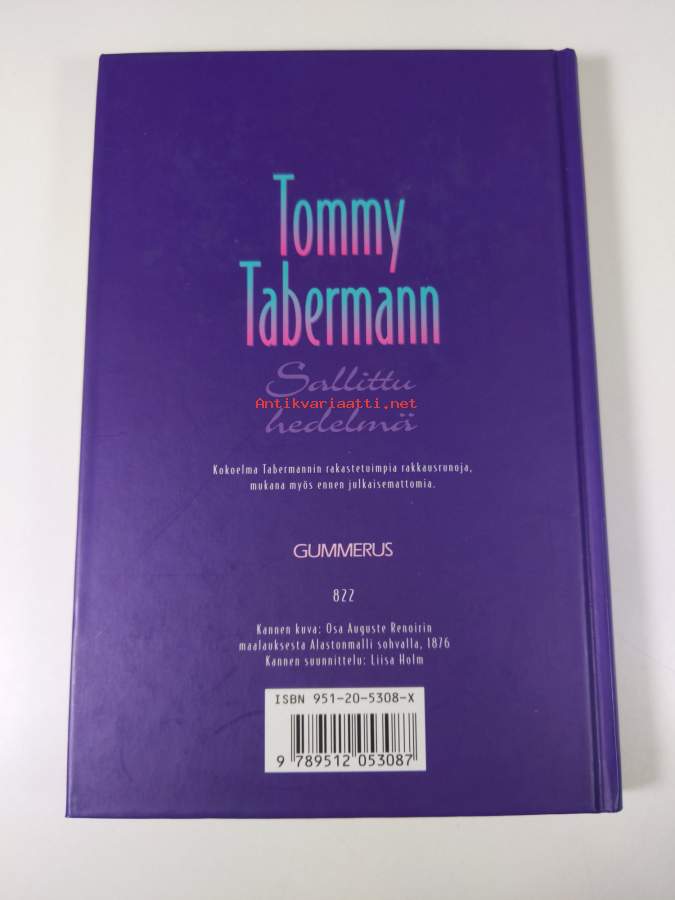 Tommy
Tabermann
Sallittu
Antikvariaatti.net
hedelmä
Kokoelma Tabermannin rakastetuimpia rakkausrunoja,
mukana myös ennen julkaisemattomia.
GUMMERUS
822
Kannen kuva: Osa Auguste Renoirin
maalauksesta Alastonmalli sohvalla, 1876
Kannen suunnittelu: Liisa Holm
ISBN 951-20-5308-X
9 789512 053087